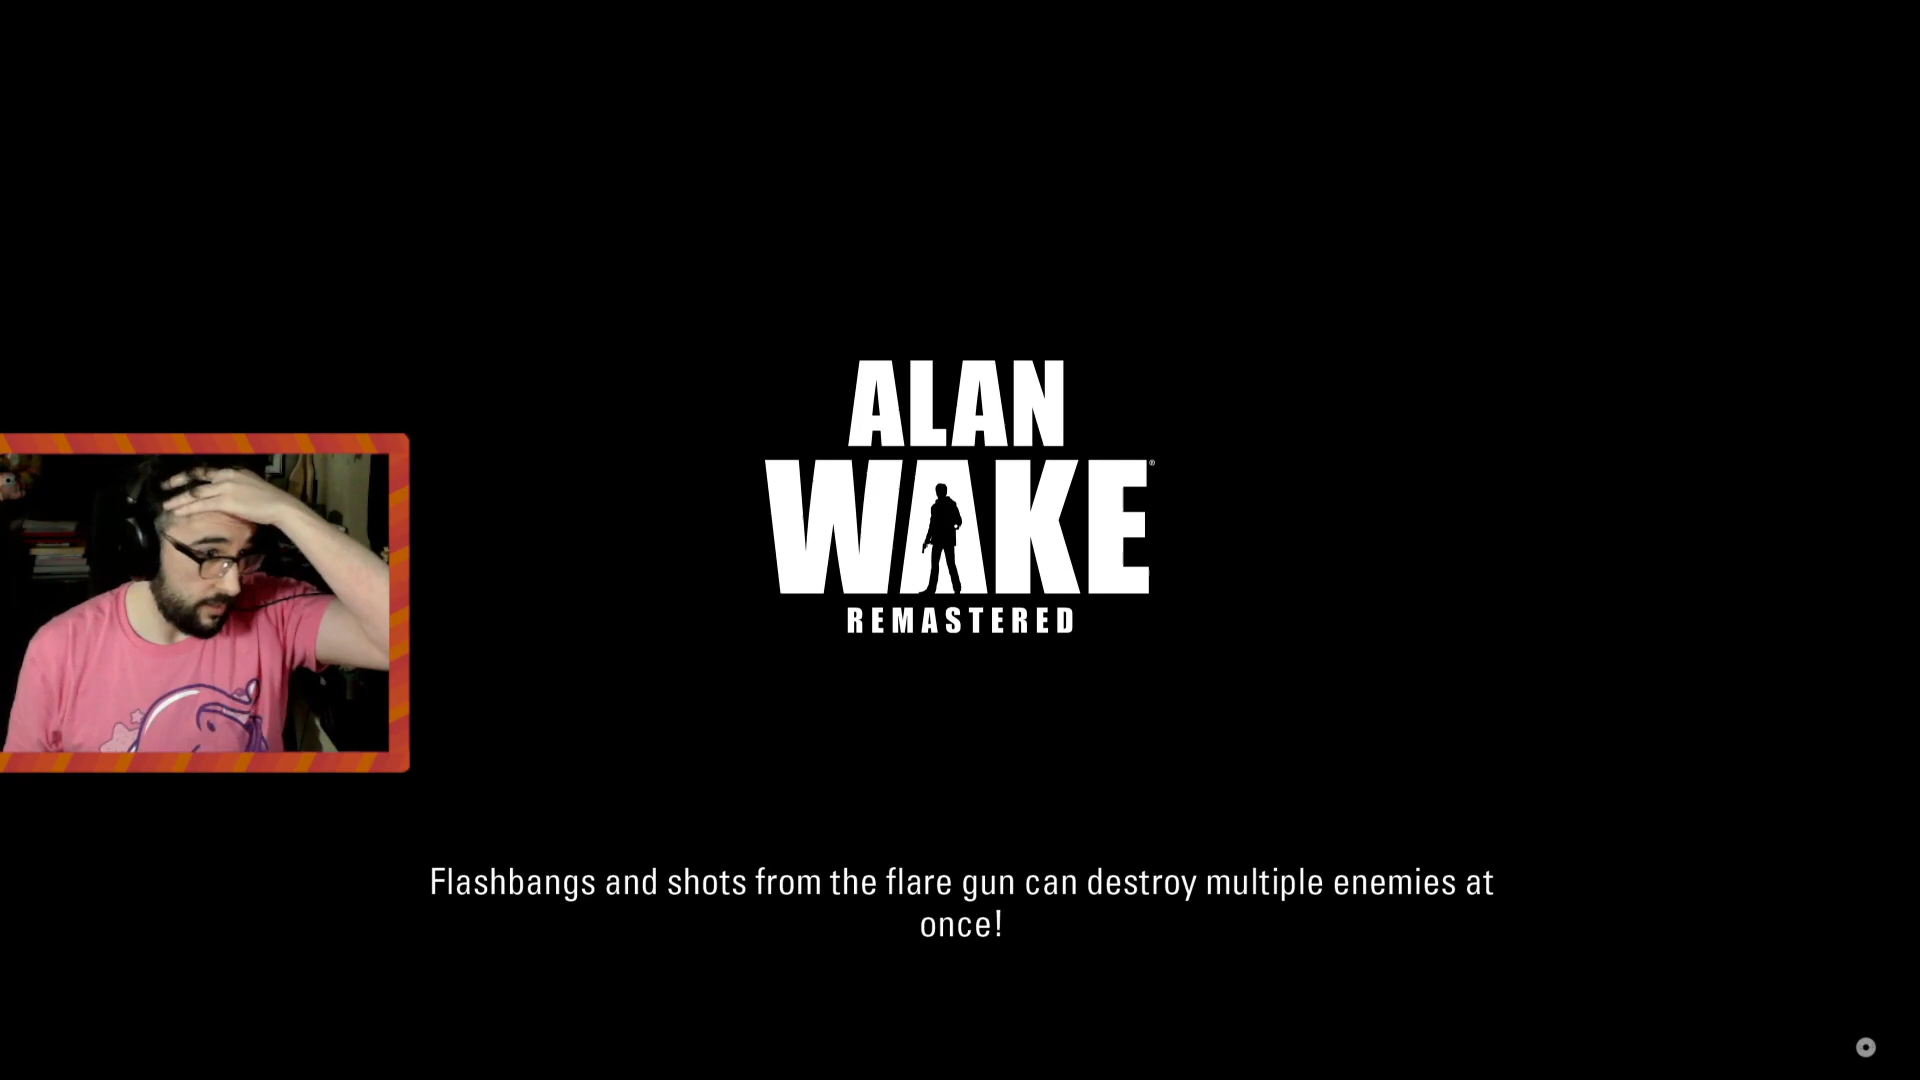 ALAN
WAKE®
REMASTERED
Flashbangs and shots from the flare gun can destroy multiple enemies at
once!